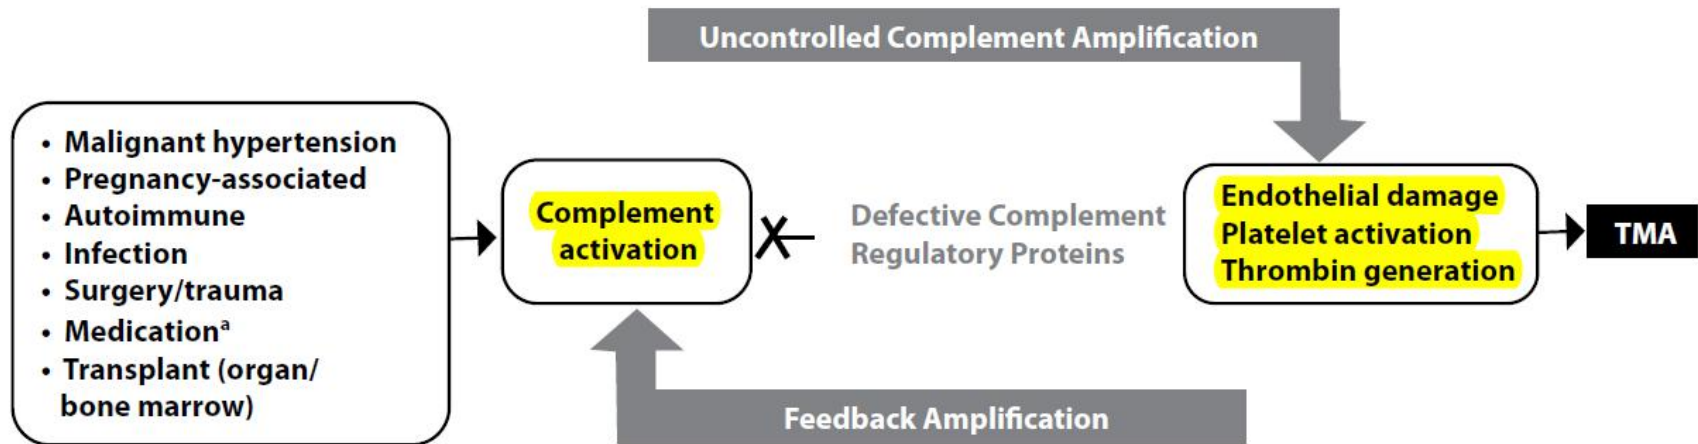 Uncontrolled Complement Amplification
• Malignant hypertension
• Pregnancy-associated
• Autoimmune
• Infection
• Surgery/trauma
• Medicationᵃ
• Transplant (organ/
bone marrow)
Complement
activation
Defective Complement
Regulatory Proteins
Endothelial damage
Platelet activation
Thrombin generation
TMA
Feedback Amplification